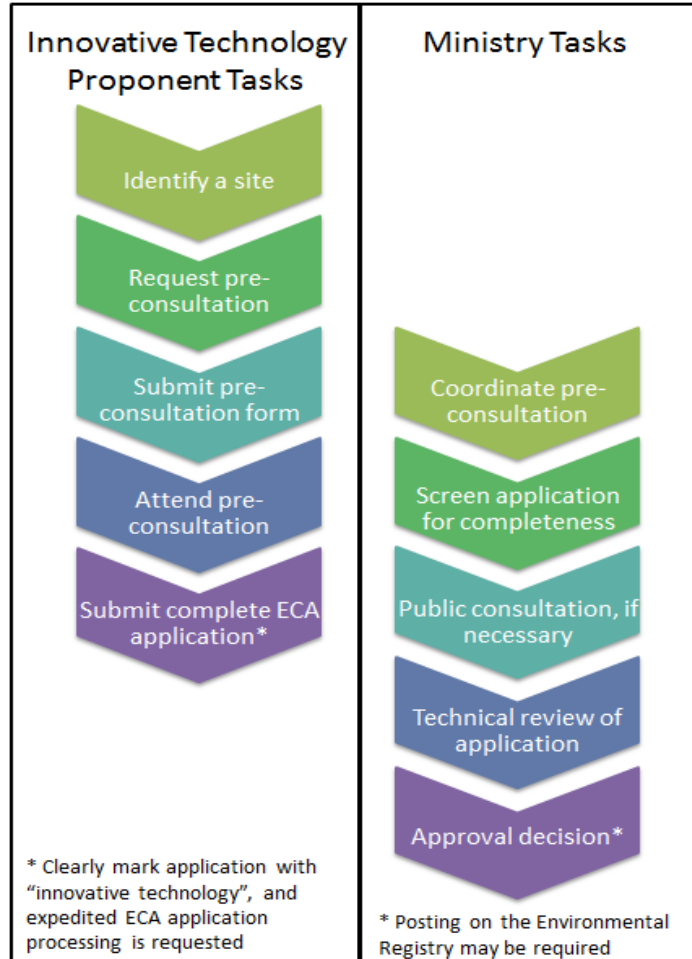 Innovative Technology
Proponent Tasks
Identify a site
Request pre-
consultation
Submit pre-
consultation form
Attend pre-
consultation
Submit complete ECA
application*
* Clearly mark application with
“innovative technology”, and
expedited ECA application
processing is requested
Ministry Tasks
Coordinate pre-
consultation
Screen application
for completeness
Public consultation, if
necessary
Technical review of
application
Approval decision*
* Posting on the Environmental
Registry may be required